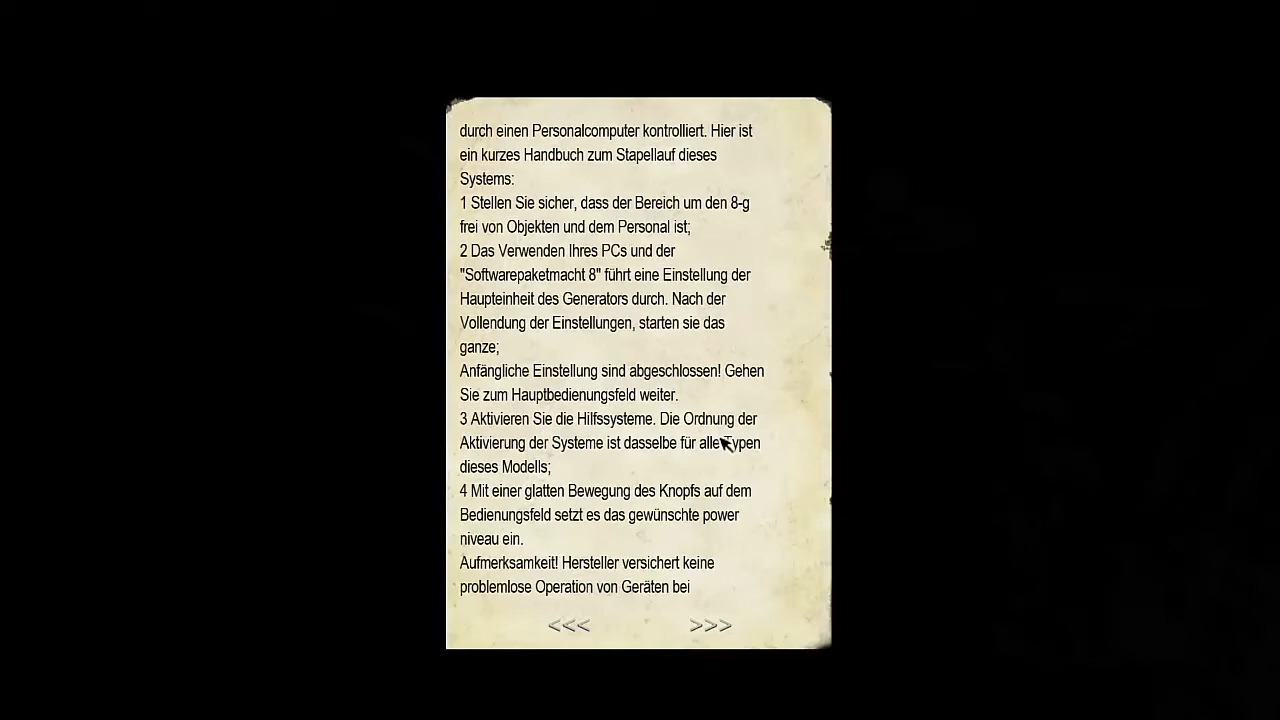 durch einen Personalcomputer kontrolliert. Hier ist
ein kurzes Handbuch zum Stapellauf dieses
Systems:
1 Stellen Sie sicher, dass der Bereich um den 8-g
frei von Objekten und dem Personal ist;
2 Das Verwenden Ihres PCs und der
"Softwarepaketmacht 8" führt eine Einstellung der
Haupteinheit des Generators durch. Nach der
Vollendung der Einstellungen, starten sie das
ganze;
Anfängliche Einstellung sind abgeschlossen! Gehen
Sie zum Hauptbedienungsfeld weiter.
3 Aktivieren Sie die Hilfssysteme. Die Ordnung der
Aktivierung der Systeme ist dasselbe für alle Typen
dieses Modells;
4 Mit einer glatten Bewegung des Knopfs auf dem
Bedienungsfeld setzt es das gewünschte power
niveau ein.
Aufmerksamkeit! Hersteller versichert keine
problemlose Operation von Geräten bei
<<< >>>